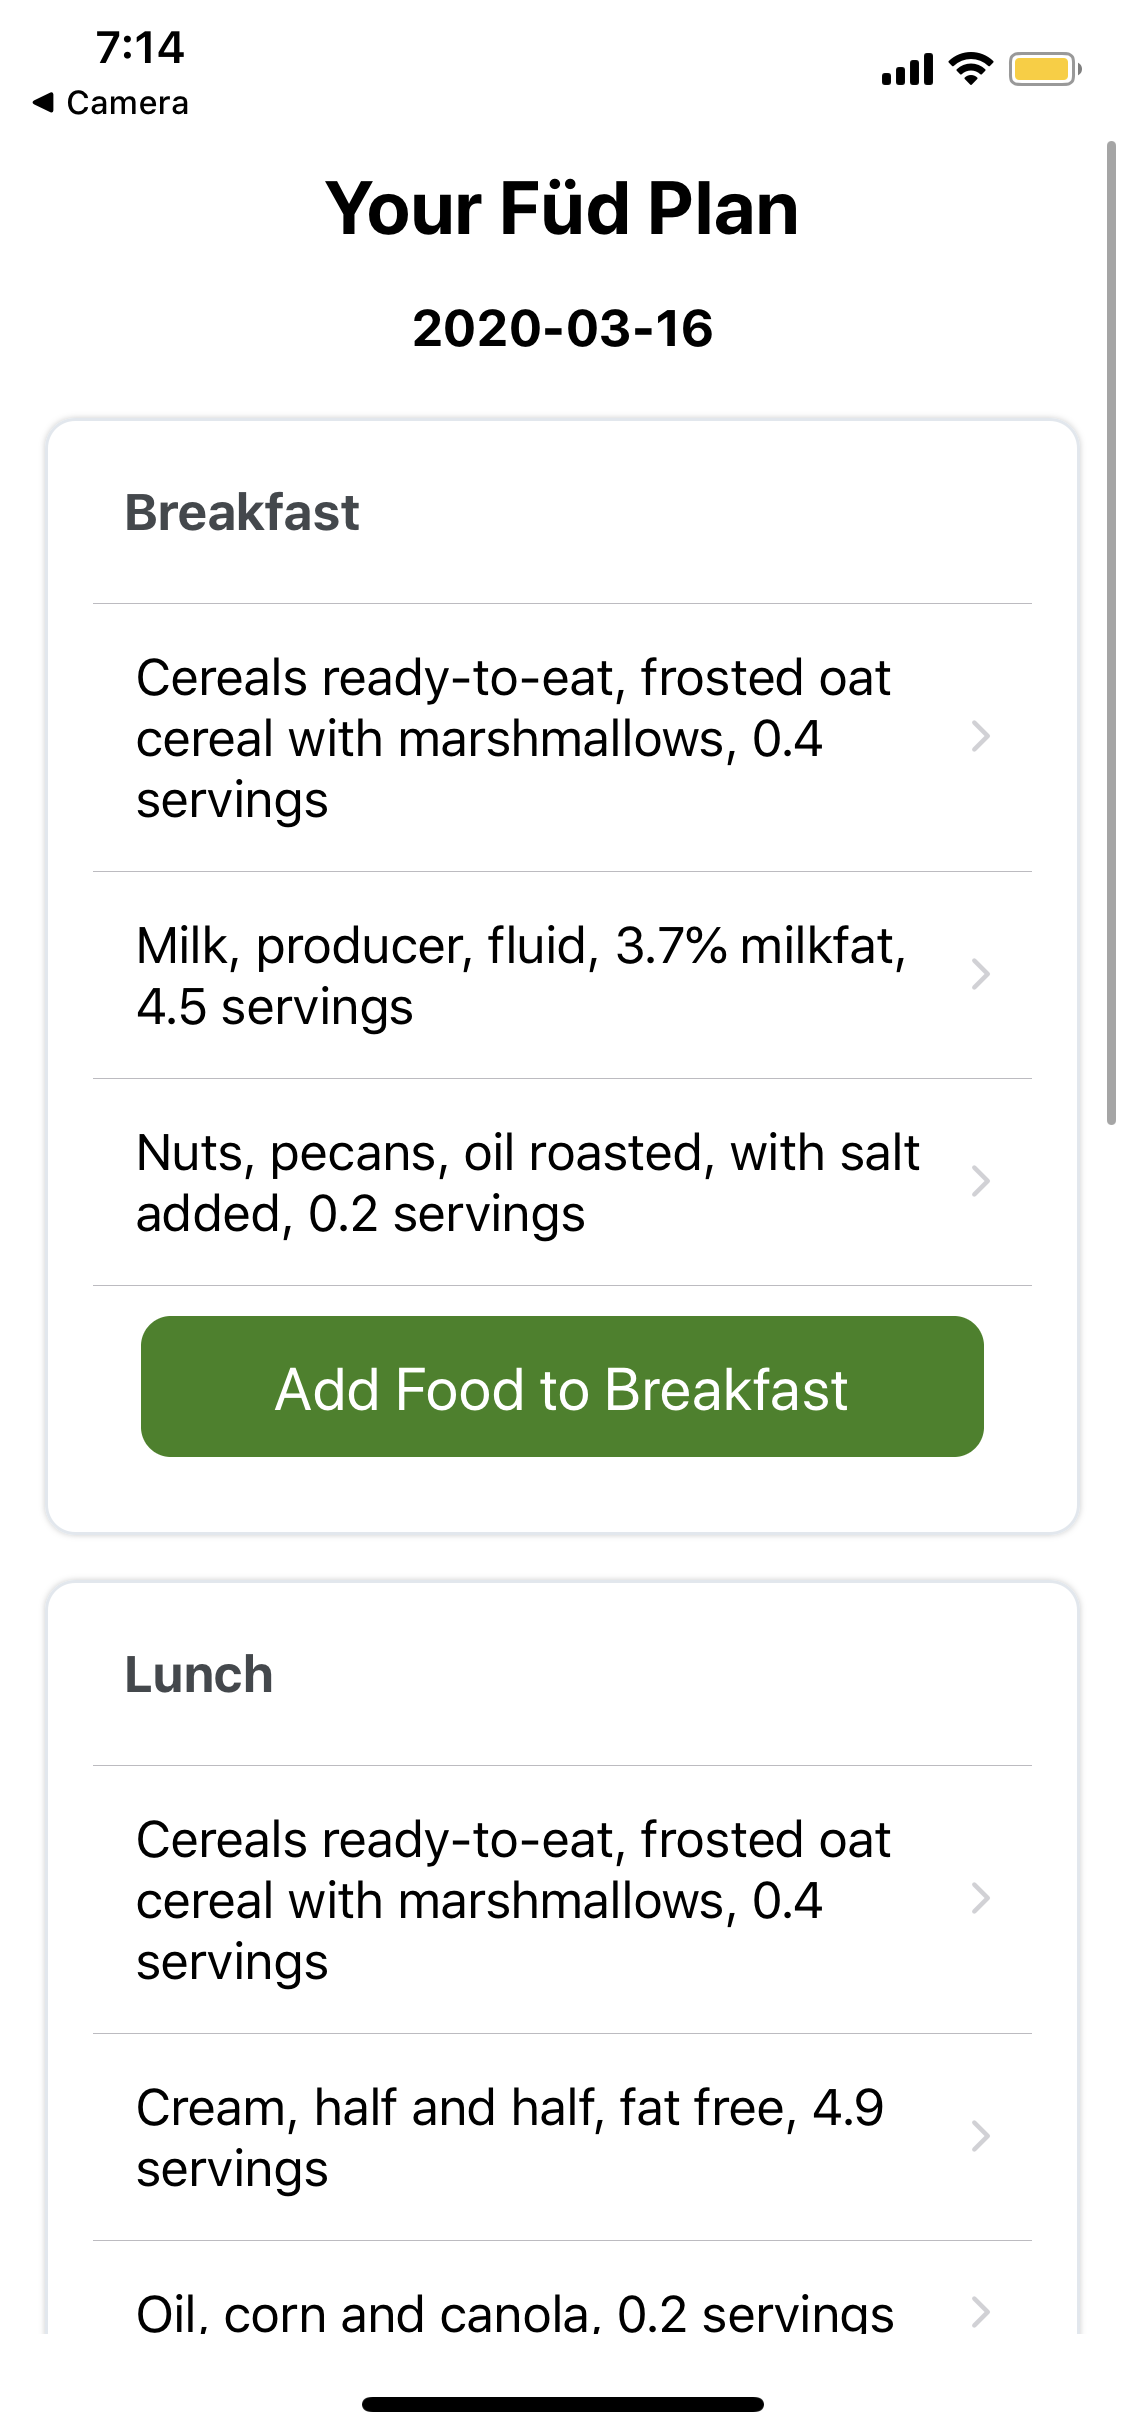 7:14
Camera
Your Füd Plan
2020-03-16
Breakfast
Cereals ready-to-eat, frosted oat
cereal with marshmallows, 0.4
servings
Milk, producer, fluid, 3.7% milkfat,
4.5 servings
Nuts, pecans, oil roasted, with salt
added, 0.2 servings
Add Food to Breakfast
Lunch
Cereals ready-to-eat, frosted oat
cereal with marshmallows, 0.4
servings
Cream, half and half, fat free, 4.9
servings
Oil, corn and canola, 0.2 servings